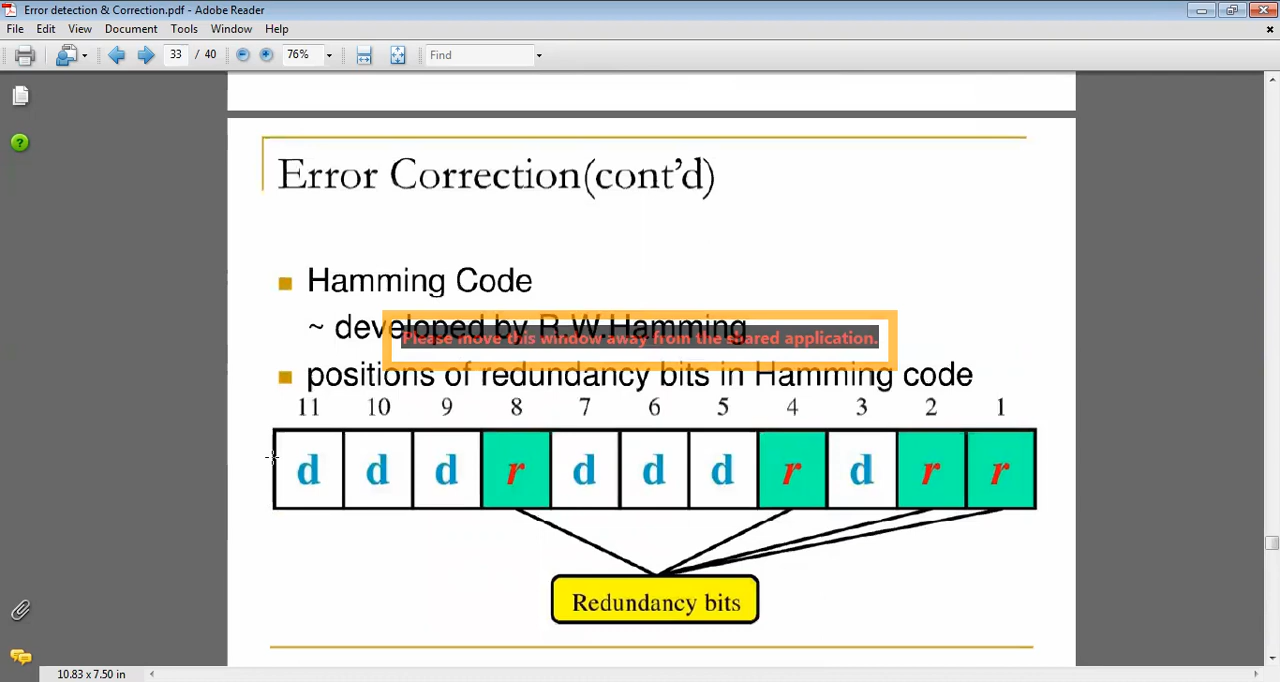 Error detection & Correction.pdf - Adobe Reader
File Edit View Document Tools Window Help
33 / 40 76% Find
Error Correction(cont’d)
Hamming Code
~ developed by R.W.Hamming
Please move this window away from the shared application.
positions of redundancy bits in Hamming code
11 10 9 8 7 6 5 4 3 2 1
d d d r d d d r d r r
Redundancy bits
10.83 x 7.50 in